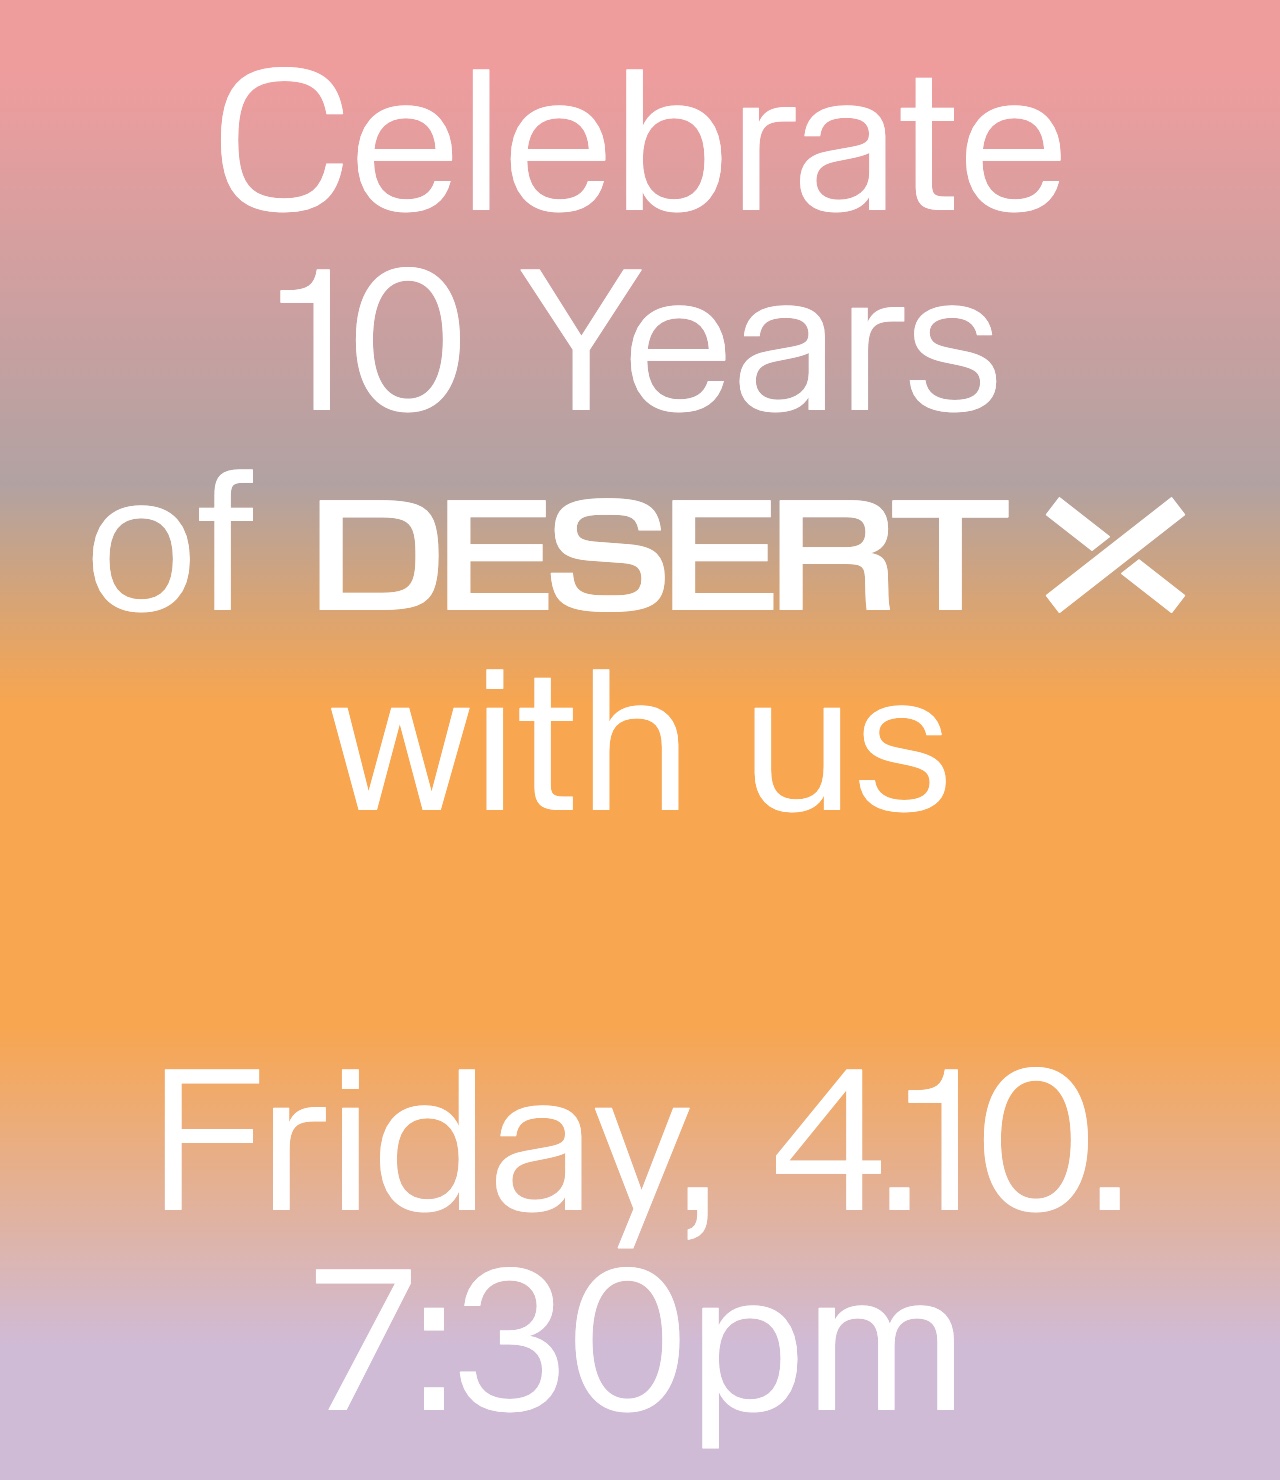 Celebrate
10 Years
of DESERT X
with us
Friday, 4.10.
7:30pm